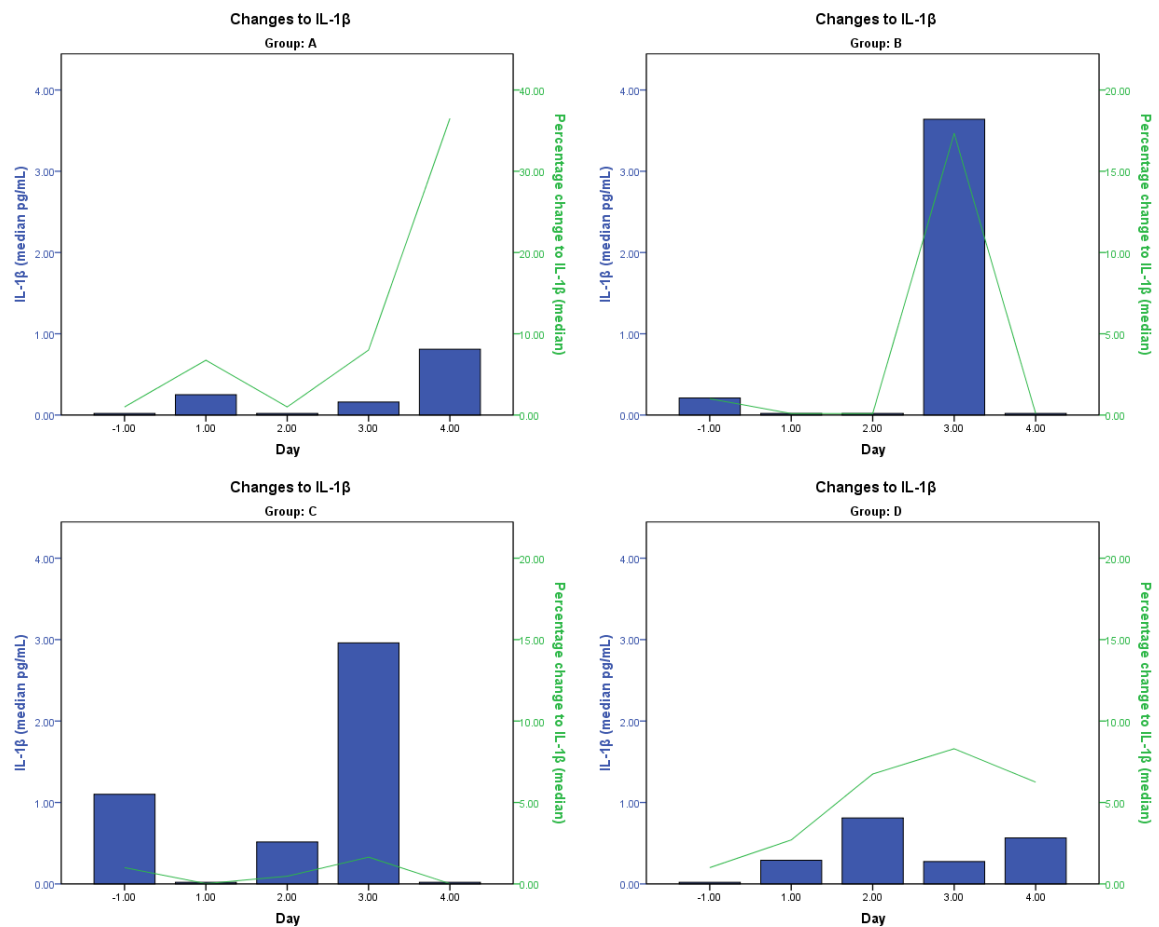 Changes to IL-1β
Group: A
IL-1β (median pg/mL)
4.00
3.00
2.00
1.00
0.00
40.00
30.00
20.00
10.00
0.00
Percentage change to IL-1β (median)
-1.00 1.00 2.00 3.00 4.00
Day
Changes to IL-1β
Group: B
IL-1β (median pg/mL)
4.00
3.00
2.00
1.00
0.00
20.00
15.00
10.00
5.00
0.00
Percentage change to IL-1β (median)
-1.00 1.00 2.00 3.00 4.00
Day
Changes to IL-1β
Group: C
IL-1β (median pg/mL)
4.00
3.00
2.00
1.00
0.00
20.00
15.00
10.00
5.00
0.00
Percentage change to IL-1β (median)
-1.00 1.00 2.00 3.00 4.00
Day
Changes to IL-1β
Group: D
IL-1β (median pg/mL)
4.00
3.00
2.00
1.00
0.00
20.00
15.00
10.00
5.00
0.00
Percentage change to IL-1β (median)
-1.00 1.00 2.00 3.00 4.00
Day